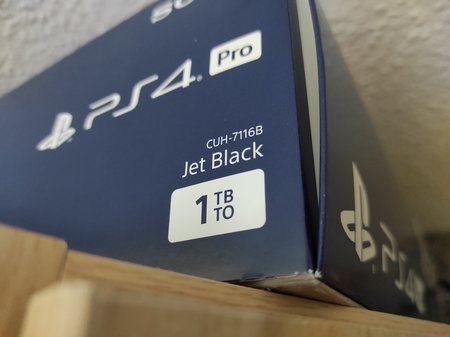 PS4 Pro
CUH-7116B
Jet Black
1 TB
TO
PS4